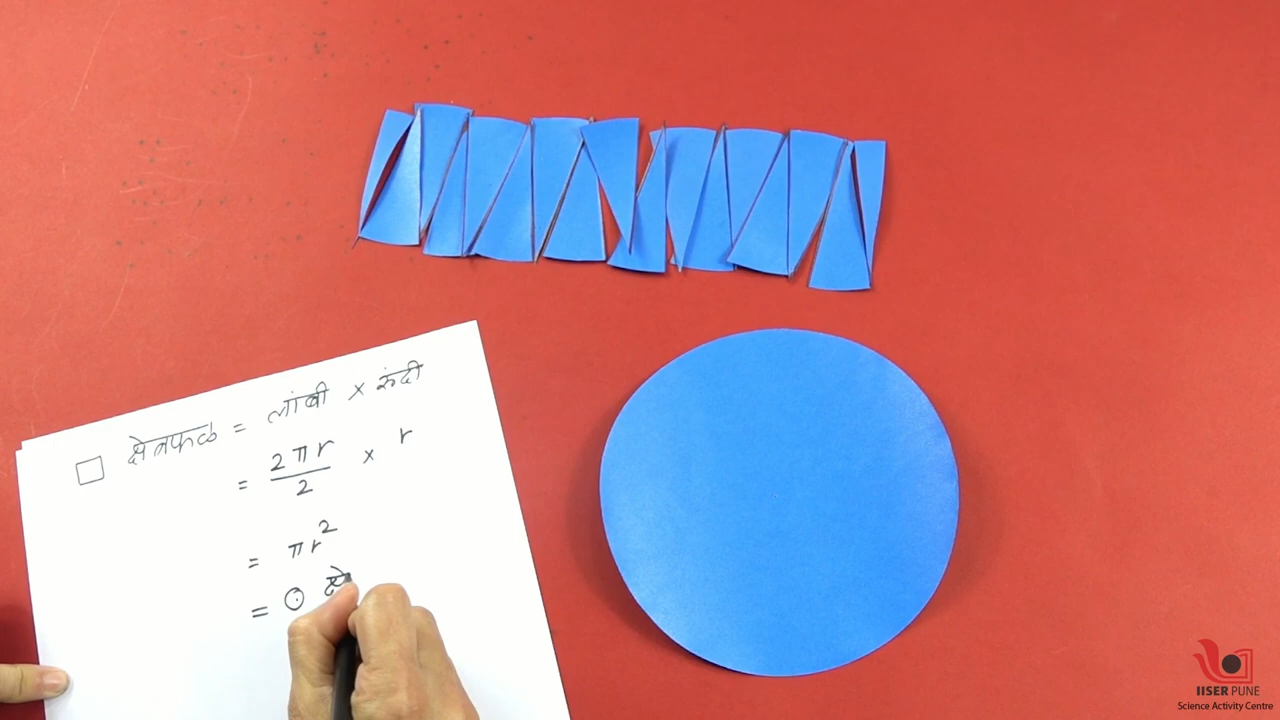 □ क्षेत्रफळ = लांबी × रुंदी
= 2πr/2 × r
= πr²
= ⊙ क्षे
IISER PUNE
Science Activity Centre